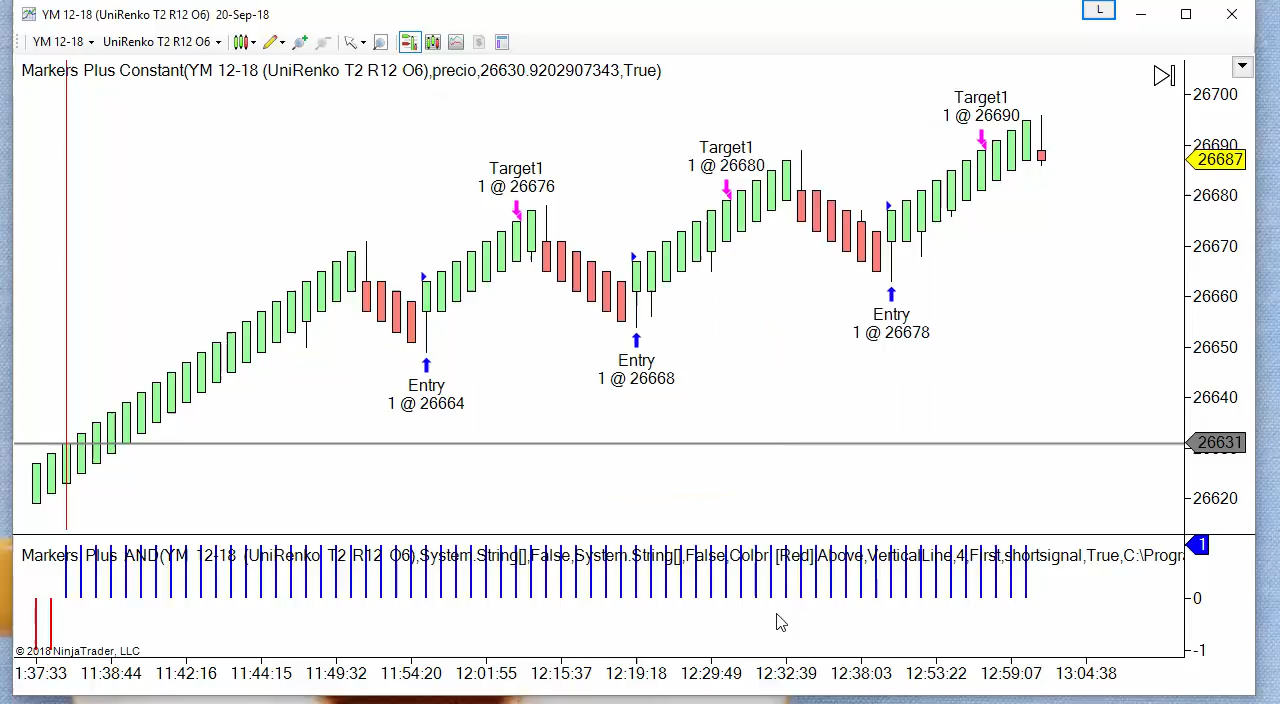 YM 12-18 (UniRenko T2 R12 O6) 20-Sep-18
L
YM 12-18 UniRenko T2 R12 O6
Markers Plus Constant(YM 12-18 (UniRenko T2 R12 O6),precio,26630.9202907343,True)
Target1
1 @ 26690
Target1
1 @ 26680
Target1
1 @ 26676
Entry
1 @ 26678
Entry
1 @ 26668
Entry
1 @ 26664
26700
26690
26687
26680
26670
26660
26650
26640
26631
26620
Markers Plus AND(YM 12-18 (UniRenko T2 R12 O6),System.String[],False,System.String[],False,Color [Red]Above,VerticalLine,4,First,shortsignal,True,C:\Progra
1
0
-1
© 2018 NinjaTrader, LLC
1:37:33 11:38:44 11:42:16 11:44:15 11:49:32 11:54:20 12:01:55 12:15:37 12:19:18 12:29:49 12:32:39 12:38:03 12:53:22 12:59:07 13:04:38